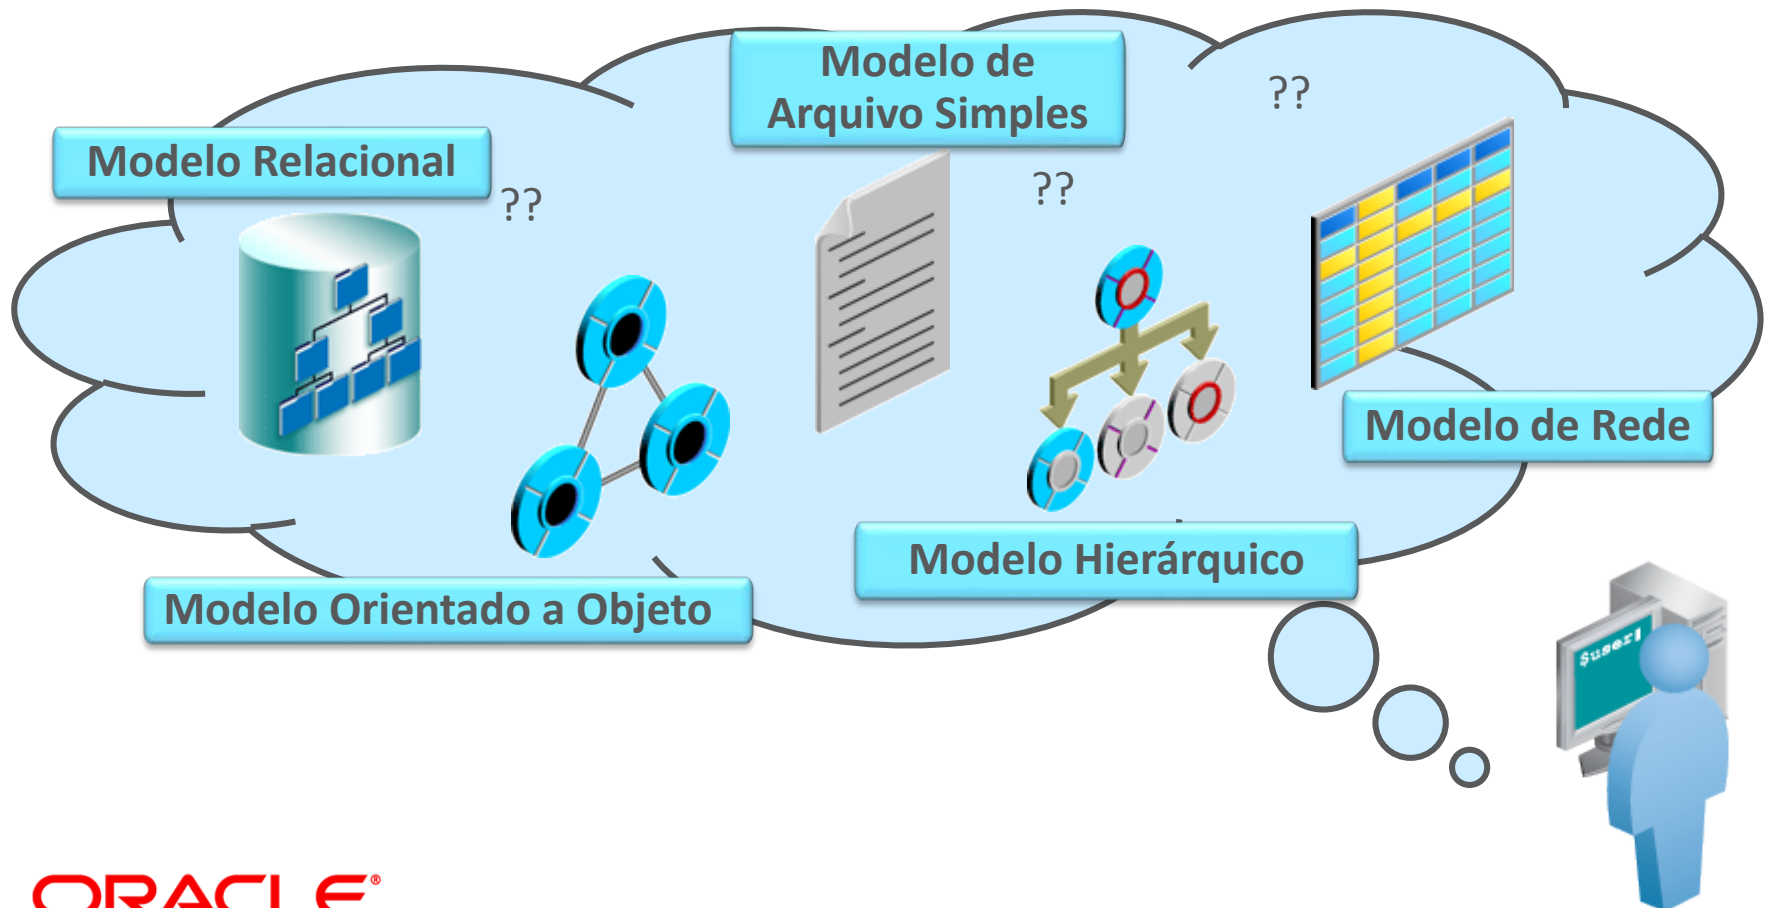 Modelo de
Arquivo Simples
??
Modelo Relacional
??
??
Modelo de Rede
Modelo Hierárquico
Modelo Orientado a Objeto
$user1
ORACLE®